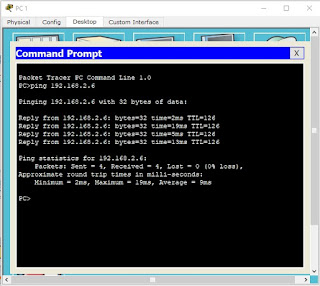 PC1
Physical Config Desktop Custom Interface
Command Prompt X
Packet Tracer PC Command Line 1.0
PC>ping 192.168.2.6
Pinging 192.168.2.6 with 32 bytes of data:
Reply from 192.168.2.6: bytes=32 time=2ms TTL=126
Reply from 192.168.2.6: bytes=32 time=19ms TTL=126
Reply from 192.168.2.6: bytes=32 time=5ms TTL=126
Reply from 192.168.2.6: bytes=32 time=13ms TTL=126
Ping statistics for 192.168.2.6:
Packets: Sent = 4, Received = 4, Lost = 0 (0% loss),
Approximate round trip times in milli-seconds:
Minimum = 2ms, Maximum = 19ms, Average = 9ms
PC>